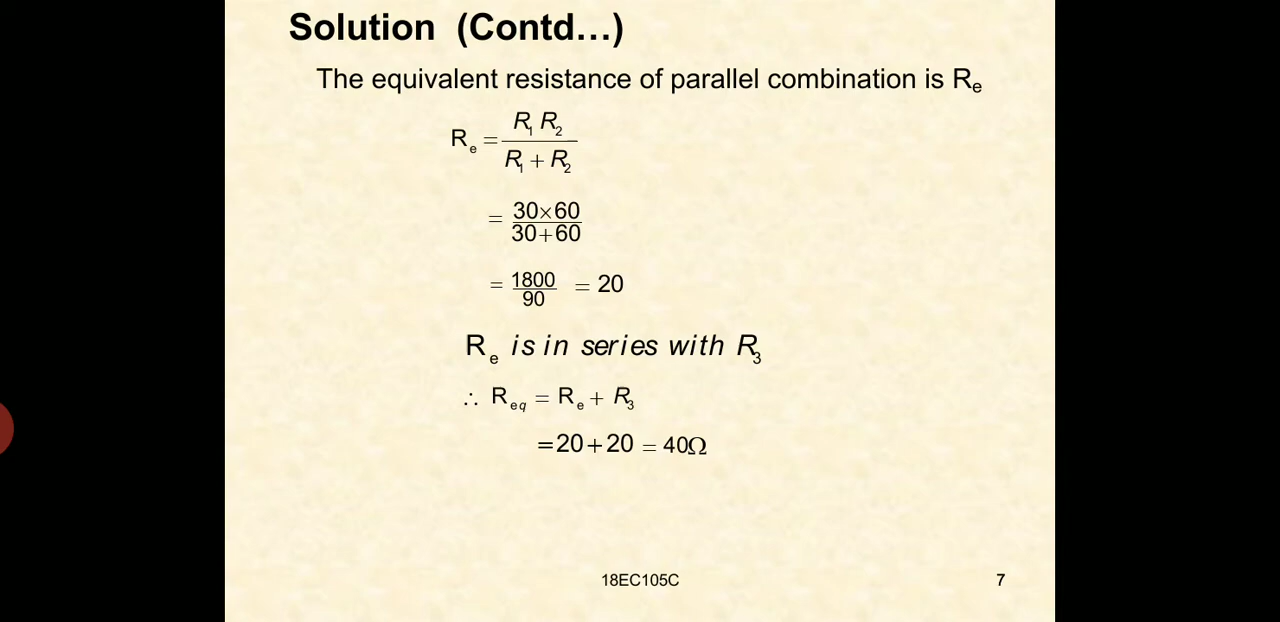 Solution (Contd…)
The equivalent resistance of parallel combination is Rₑ
Rₑ = R₁ R₂ / R₁ + R₂
= 30×60 / 30+60
= 1800 / 90 = 20
Rₑ is in series with R₃
∴ R_eq = Rₑ + R₃
=20+20 = 40Ω
18EC105C
7